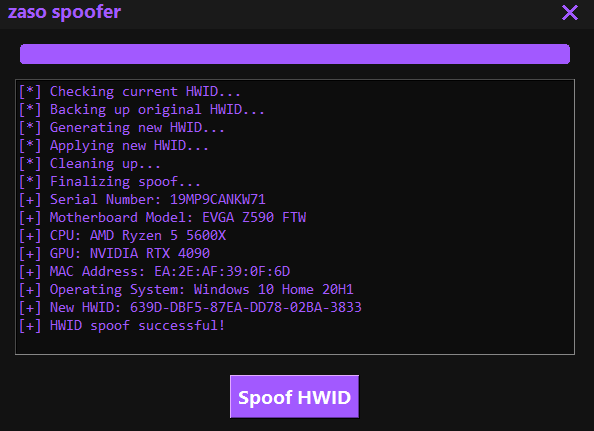 zaso spoofer
[*] Checking current HWID...
[*] Backing up original HWID...
[*] Generating new HWID...
[*] Applying new HWID...
[*] Cleaning up...
[*] Finalizing spoof...
[+] Serial Number: 19MP9CANKW71
[+] Motherboard Model: EVGA Z590 FTW
[+] CPU: AMD Ryzen 5 5600X
[+] GPU: NVIDIA RTX 4090
[+] MAC Address: EA:2E:AF:39:0F:6D
[+] Operating System: Windows 10 Home 20H1
[+] New HWID: 639D-DBF5-87EA-DD78-02BA-3833
[+] HWID spoof successful!
Spoof HWID